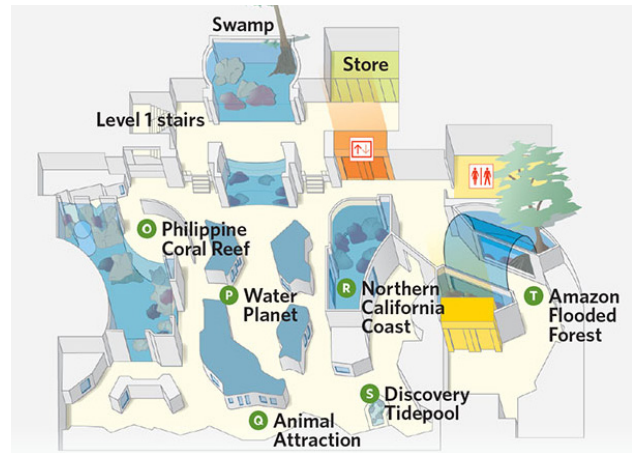 Swamp
Store
Level 1 stairs
O Philippine
Coral Reef
P Water
Planet
R Northern
California
Coast
T Amazon
Flooded
Forest
S Discovery
Tidepool
Q Animal
Attraction